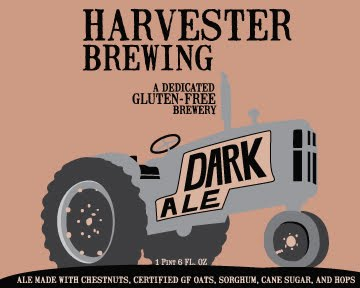 HARVESTER
BREWING
A DEDICATED
GLUTEN-FREE
BREWERY
DARK
ALE
1 PINT 6 FL. OZ
ALE MADE WITH CHESTNUTS, CERTIFIED GF OATS, SORGHUM, CANE SUGAR, AND HOPS